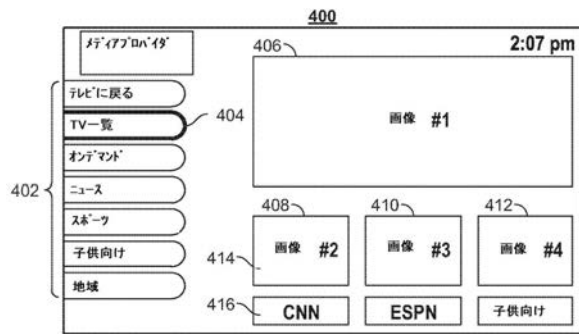 400
メディアプロバイダ
406
2:07 pm
テレビに戻る
TV一覧
404
画像 #1
オンデマンド
402
ニュース
スポーツ
408
410
412
子供向け
画像 #2
画像 #3
画像 #4
414
地域
416
CNN
ESPN
子供向け